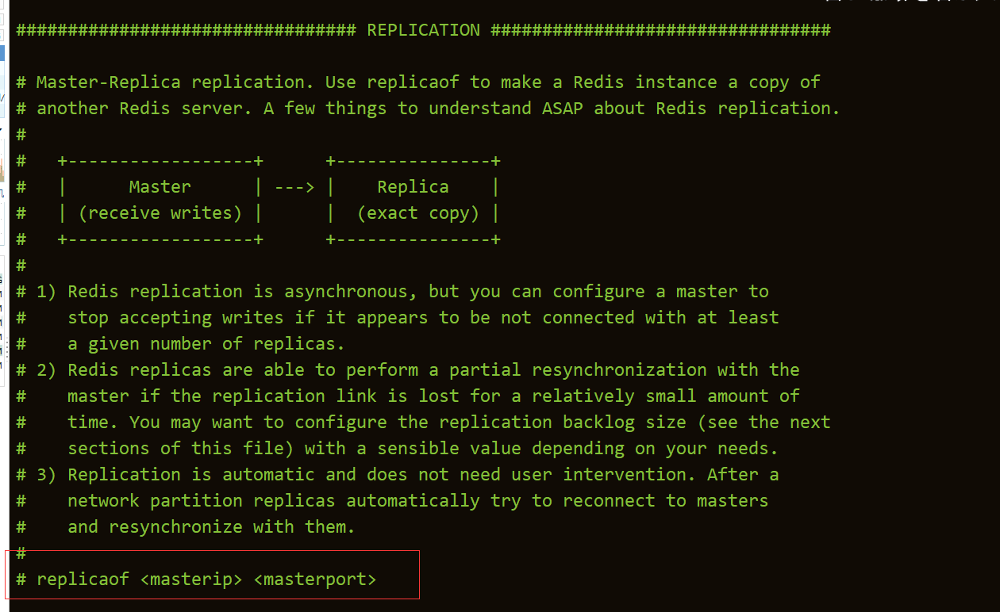 ################################# REPLICATION #################################

# Master-Replica replication. Use replicaof to make a Redis instance a copy of
# another Redis server. A few things to understand ASAP about Redis replication.
#
#   +------------------+      +---------------+
#   |      Master      | ---> |    Replica    |
#   | (receive writes) |      |  (exact copy) |
#   +------------------+      +---------------+
#
# 1) Redis replication is asynchronous, but you can configure a master to
#    stop accepting writes if it appears to be not connected with at least
#    a given number of replicas.
# 2) Redis replicas are able to perform a partial resynchronization with the
#    master if the replication link is lost for a relatively small amount of
#    time. You may want to configure the replication backlog size (see the next
#    sections of this file) with a sensible value depending on your needs.
# 3) Replication is automatic and does not need user intervention. After a
#    network partition replicas automatically try to reconnect to masters
#    and resynchronize with them.
#
# replicaof <masterip> <masterport>